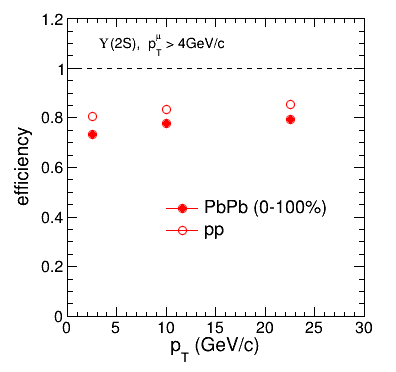 ϒ(2S), p_T^μ > 4GeV/c
1.2
1
0.8
0.6
0.4
0.2
0
efficiency
PbPb (0-100%)
pp
0 5 10 15 20 25 30
p_T (GeV/c)